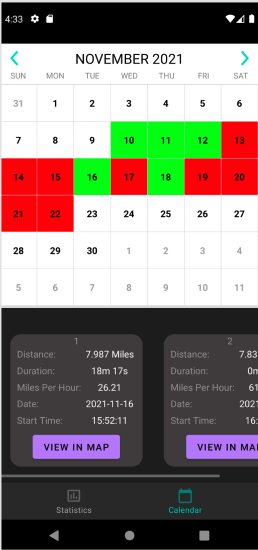 4:33
NOVEMBER 2021
SUN MON TUE WED THU FRI SAT
31 1 2 3 4 5 6
7 8 9 10 11 12 13
14 15 16 17 18 19 20
21 22 23 24 25 26 27
28 29 30 1 2 3 4
5 6 7 8 9 10 11
1
Distance: 7.987 Miles
Duration: 18m 17s
Miles Per Hour: 26.21
Date: 2021-11-16
Start Time: 15:52:11
VIEW IN MAP
2
Distance: 7.83
Duration: 0m
Miles Per Hour: 61
Date: 2021
Start Time: 16:
VIEW IN MA
Statistics
Calendar